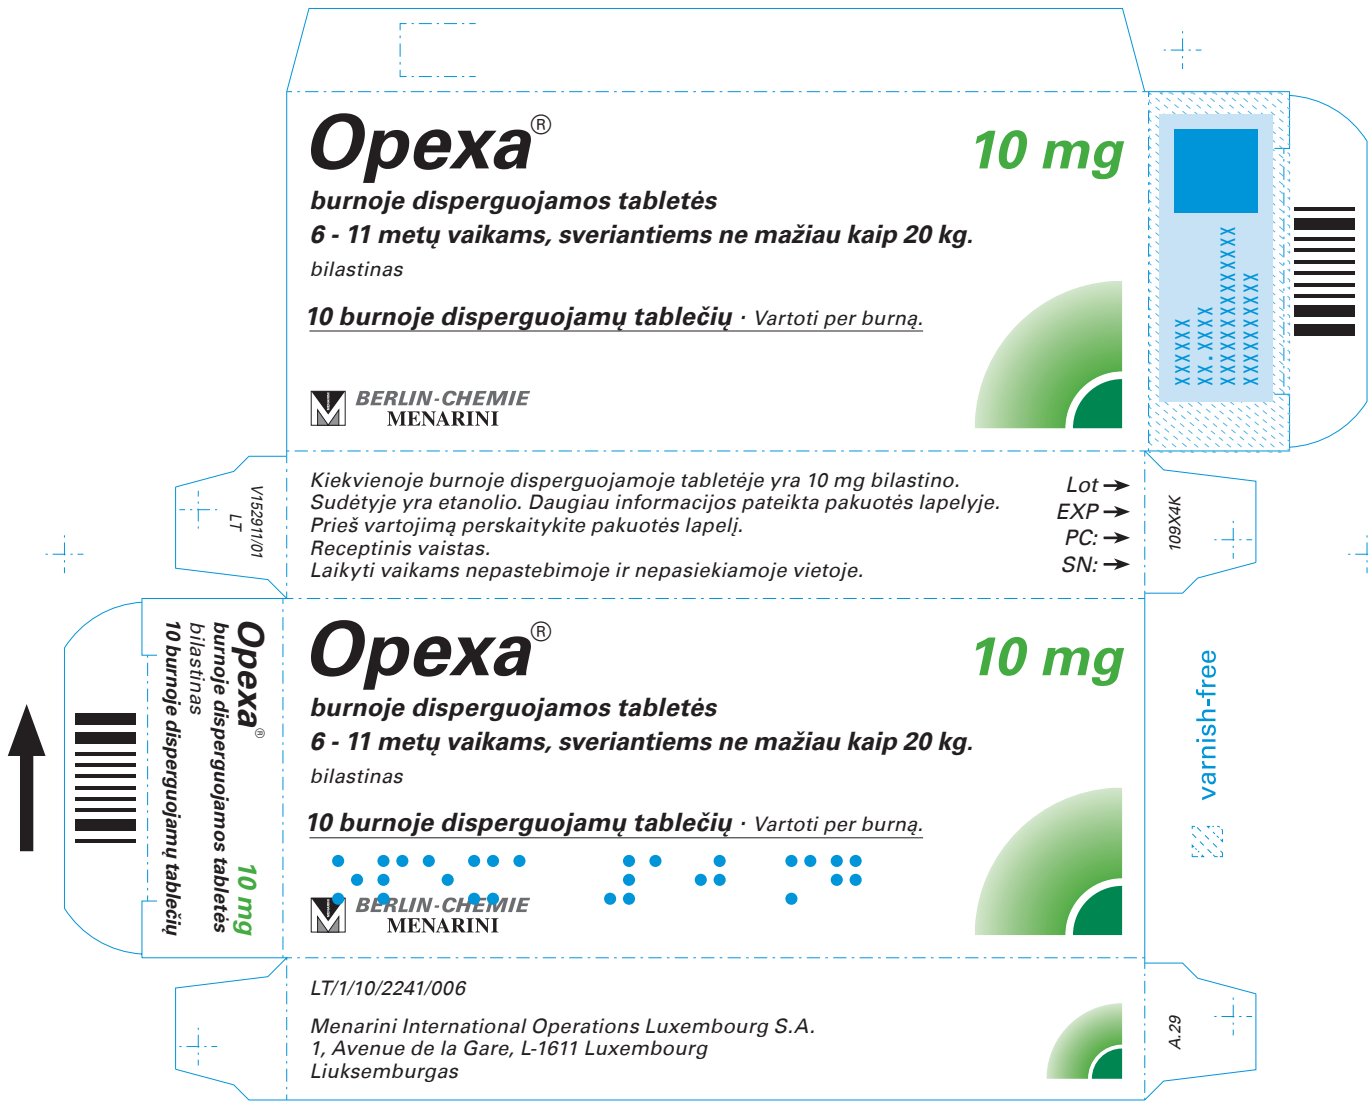 Opexa®
10 mg
burnoje disperguojamos tabletės
6 - 11 metų vaikams, sveriantiems ne mažiau kaip 20 kg.
bilastinas
10 burnoje disperguojamų tablečių · Vartoti per burną.
BERLIN-CHEMIE
MENARINI
XXXXXX
XX.XXX
XXXXXXXXXXXXXX
XXXXXXXXXX
V152911/01
LT
Kiekvienoje burnoje disperguojamoje tabletėje yra 10 mg bilastino.
Sudėtyje yra etanolio. Daugiau informacijos pateikta pakuotės lapelyje.
Prieš vartojimą perskaitykite pakuotės lapelį.
Receptinis vaistas.
Laikyti vaikams nepastebimoje ir nepasiekiamoje vietoje.
Lot →
EXP →
PC: →
SN: →
109X4K
Opexa® 10 mg
burnoje disperguojamos tabletės
bilastinas
10 burnoje disperguojamų tablečių
Opexa®
10 mg
burnoje disperguojamos tabletės
6 - 11 metų vaikams, sveriantiems ne mažiau kaip 20 kg.
bilastinas
10 burnoje disperguojamų tablečių · Vartoti per burną.
BERLIN-CHEMIE
MENARINI
varnish-free
LT/1/10/2241/006
Menarini International Operations Luxembourg S.A.
1, Avenue de la Gare, L-1611 Luxembourg
Liuksemburgas
A.29